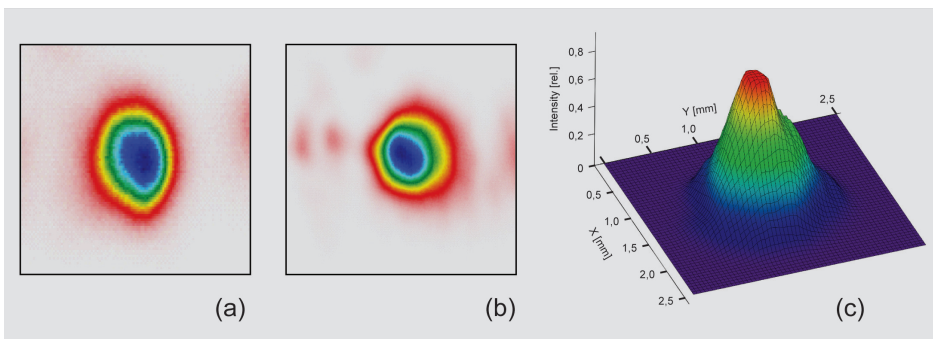 (a)
(b)
(c)
Intensity [rel.]
0,8
0,6
0,4
0,2
0
Y [mm]
0,5
1,0
2,5
X [mm]
0,5
1,0
1,5
2,0
2,5